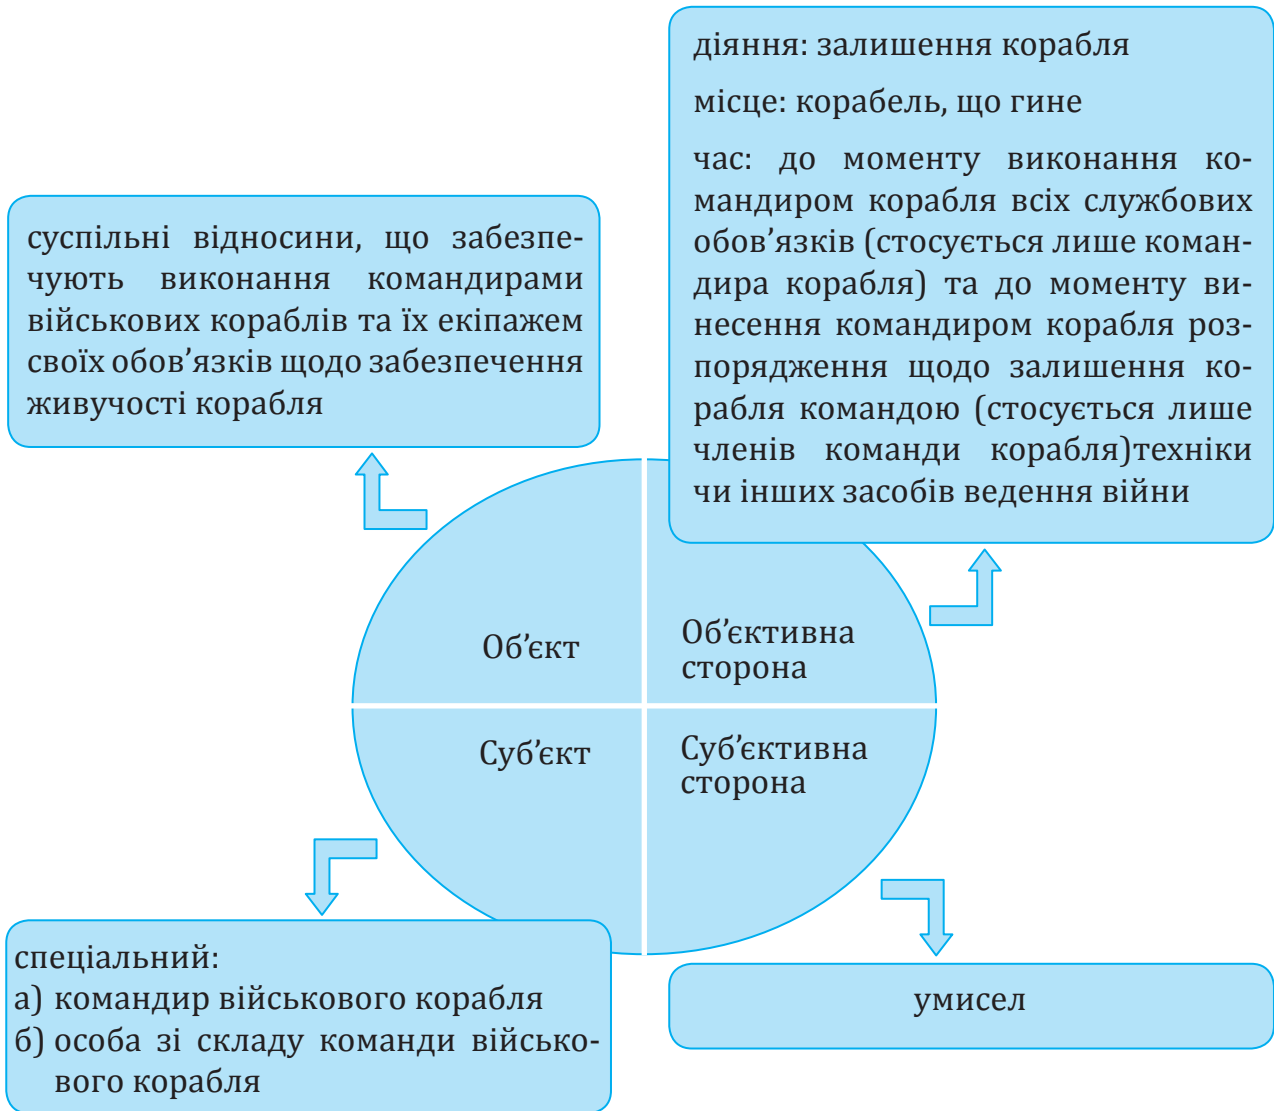 діяння: залишення корабля
місце: корабель, що гине
час: до моменту виконання ко-
мандиром корабля всіх службових
обов'язків (стосується лише коман-
дира корабля) та до моменту ви-
несення командиром корабля роз-
порядження щодо залишення ко-
рабля командою (стосується лише
членів команди корабля)техніки
чи інших засобів ведення війни
суспільні відносини, що забезпе-
чують виконання командирами
військових кораблів та їх екіпажем
своїх обов’язків щодо забезпечення
живучості корабля
Об’єкт
Об’єктивна
сторона
Суб’єкт
Суб’єктивна
сторона
спеціальний:
а) командир військового корабля
б) особа зі складу команди військо-
вого корабля
умисел